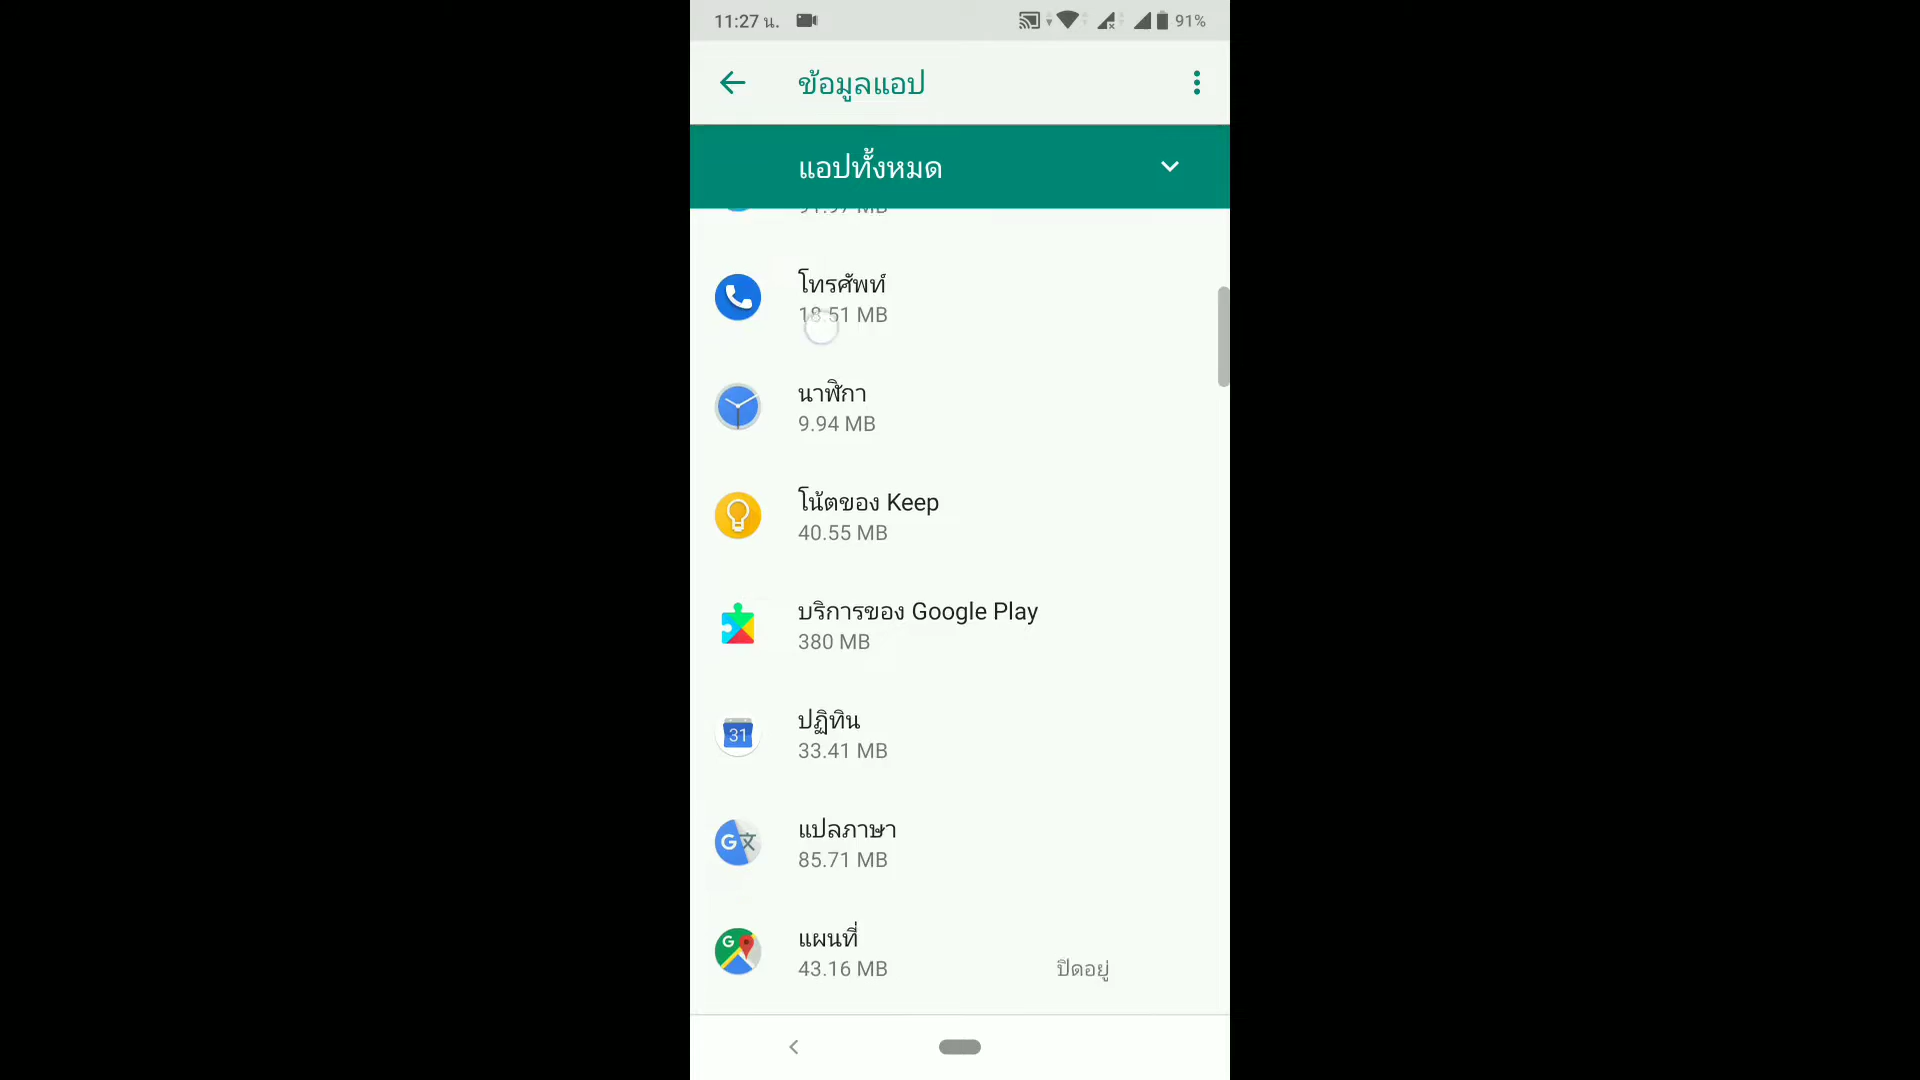 11:27 น.
91%
ข้อมูลแอป
แอปทั้งหมด
โทรศัพท์
18.51 MB
นาฬิกา
9.94 MB
โน้ตของ Keep
40.55 MB
บริการของ Google Play
380 MB
ปฏิทิน
31
33.41 MB
แปลภาษา
85.71 MB
แผนที่
43.16 MB
ปิดอยู่